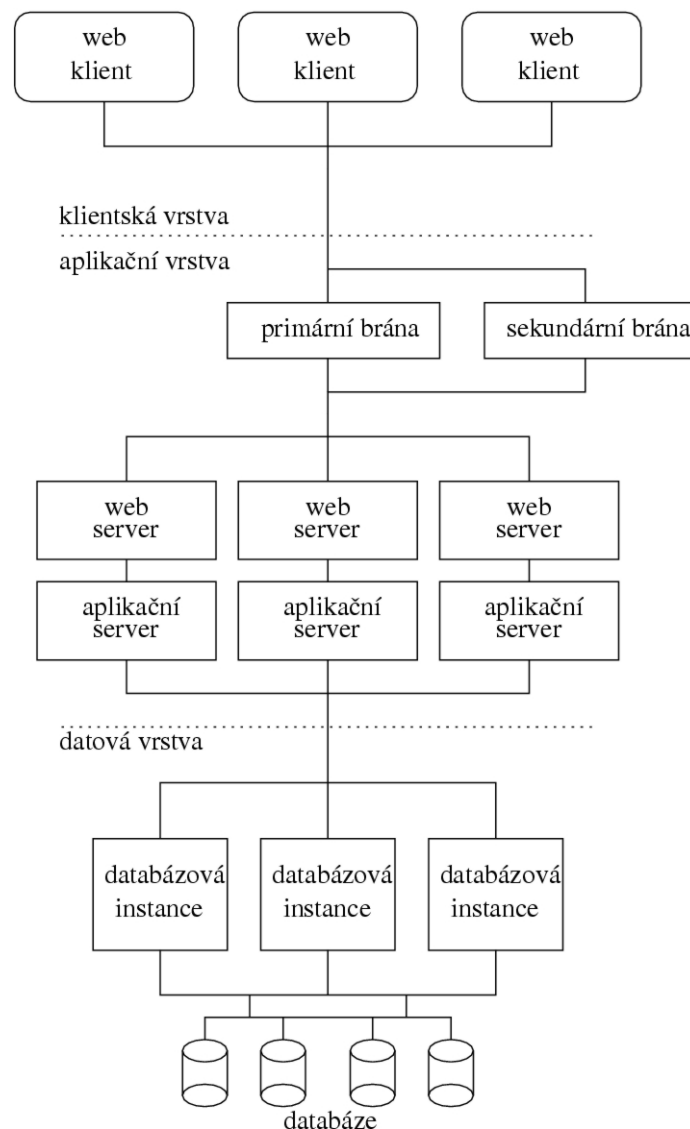 web
klient
web
klient
web
klient
klientská vrstva
aplikační vrstva
primární brána
sekundární brána
web
server
web
server
web
server
aplikační
server
aplikační
server
aplikační
server
datová vrstva
databázová
instance
databázová
instance
databázová
instance
databáze